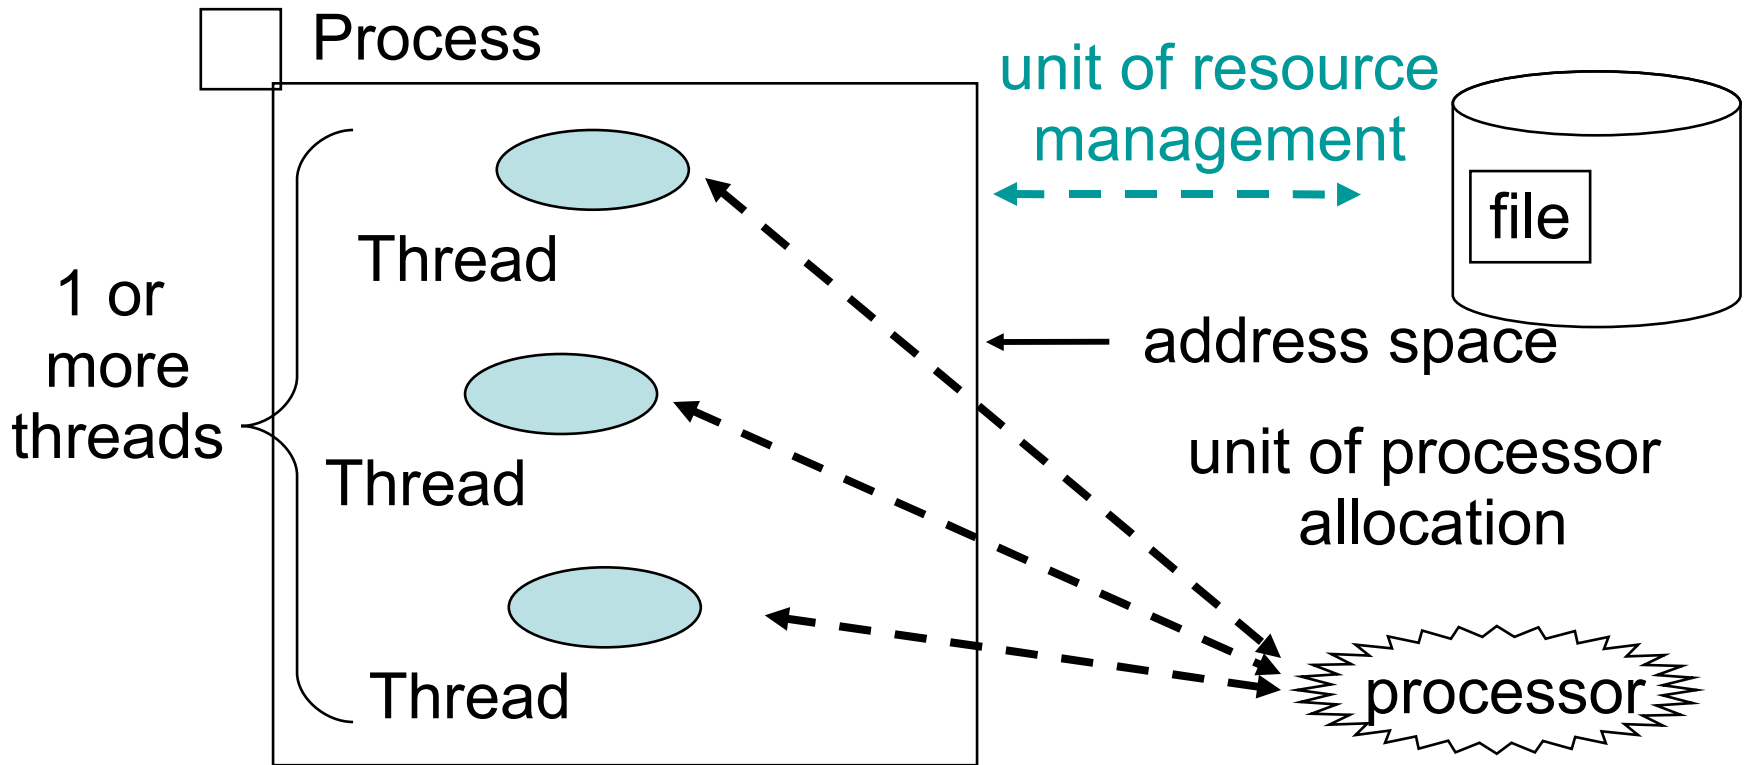 Process
unit of resource
management
file
Thread
1 or
more
threads
address space
Thread
unit of processor
allocation
Thread
processor